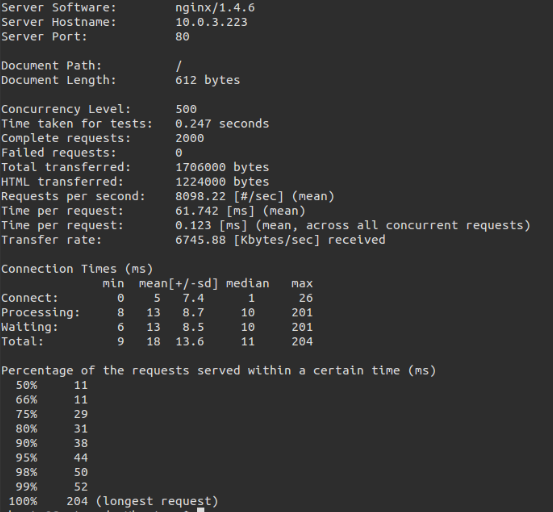 Server Software:        nginx/1.4.6
Server Hostname:        10.0.3.223
Server Port:            80
Document Path:          /
Document Length:        612 bytes
Concurrency Level:      500
Time taken for tests:   0.247 seconds
Complete requests:      2000
Failed requests:        0
Total transferred:      1706000 bytes
HTML transferred:       1224000 bytes
Requests per second:    8098.22 [#/sec] (mean)
Time per request:       61.742 [ms] (mean)
Time per request:       0.123 [ms] (mean, across all concurrent requests)
Transfer rate:          6745.88 [Kbytes/sec] received
Connection Times (ms)
              min  mean[+/-sd] median   max
Connect:        0    5   7.4      1      26
Processing:     8   13   8.7     10     201
Waiting:        6   13   8.5     10     201
Total:          9   18  13.6     11     204
Percentage of the requests served within a certain time (ms)
  50%     11
  66%     11
  75%     29
  80%     31
  90%     38
  95%     44
  98%     50
  99%     52
 100%    204 (longest request)